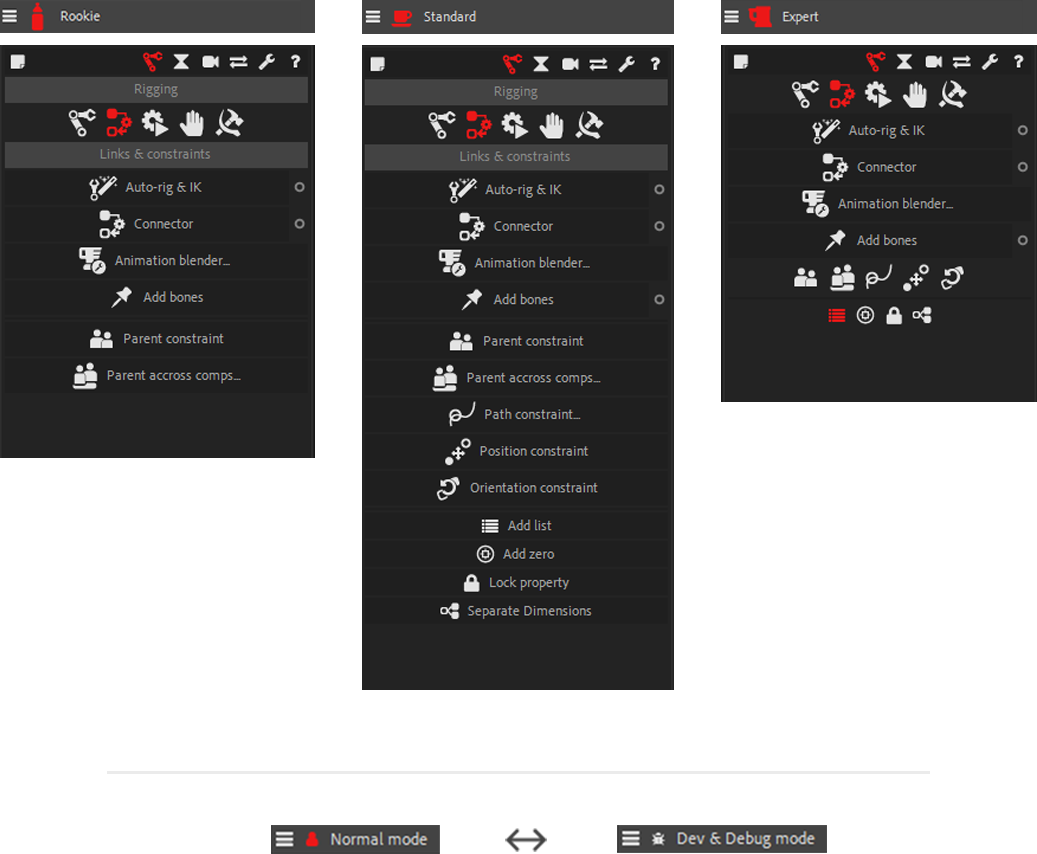 Rookie
?
Rigging
Links & constraints
Auto-rig & IK
Connector
Animation blender...
Add bones
Parent constraint
Parent accross comps...
Standard
?
Rigging
Links & constraints
Auto-rig & IK
Connector
Animation blender...
Add bones
Parent constraint
Parent accross comps...
Path constraint...
Position constraint
Orientation constraint
Add list
Add zero
Lock property
Separate Dimensions
Expert
?
Auto-rig & IK
Connector
Animation blender...
Add bones
Normal mode
Dev & Debug mode